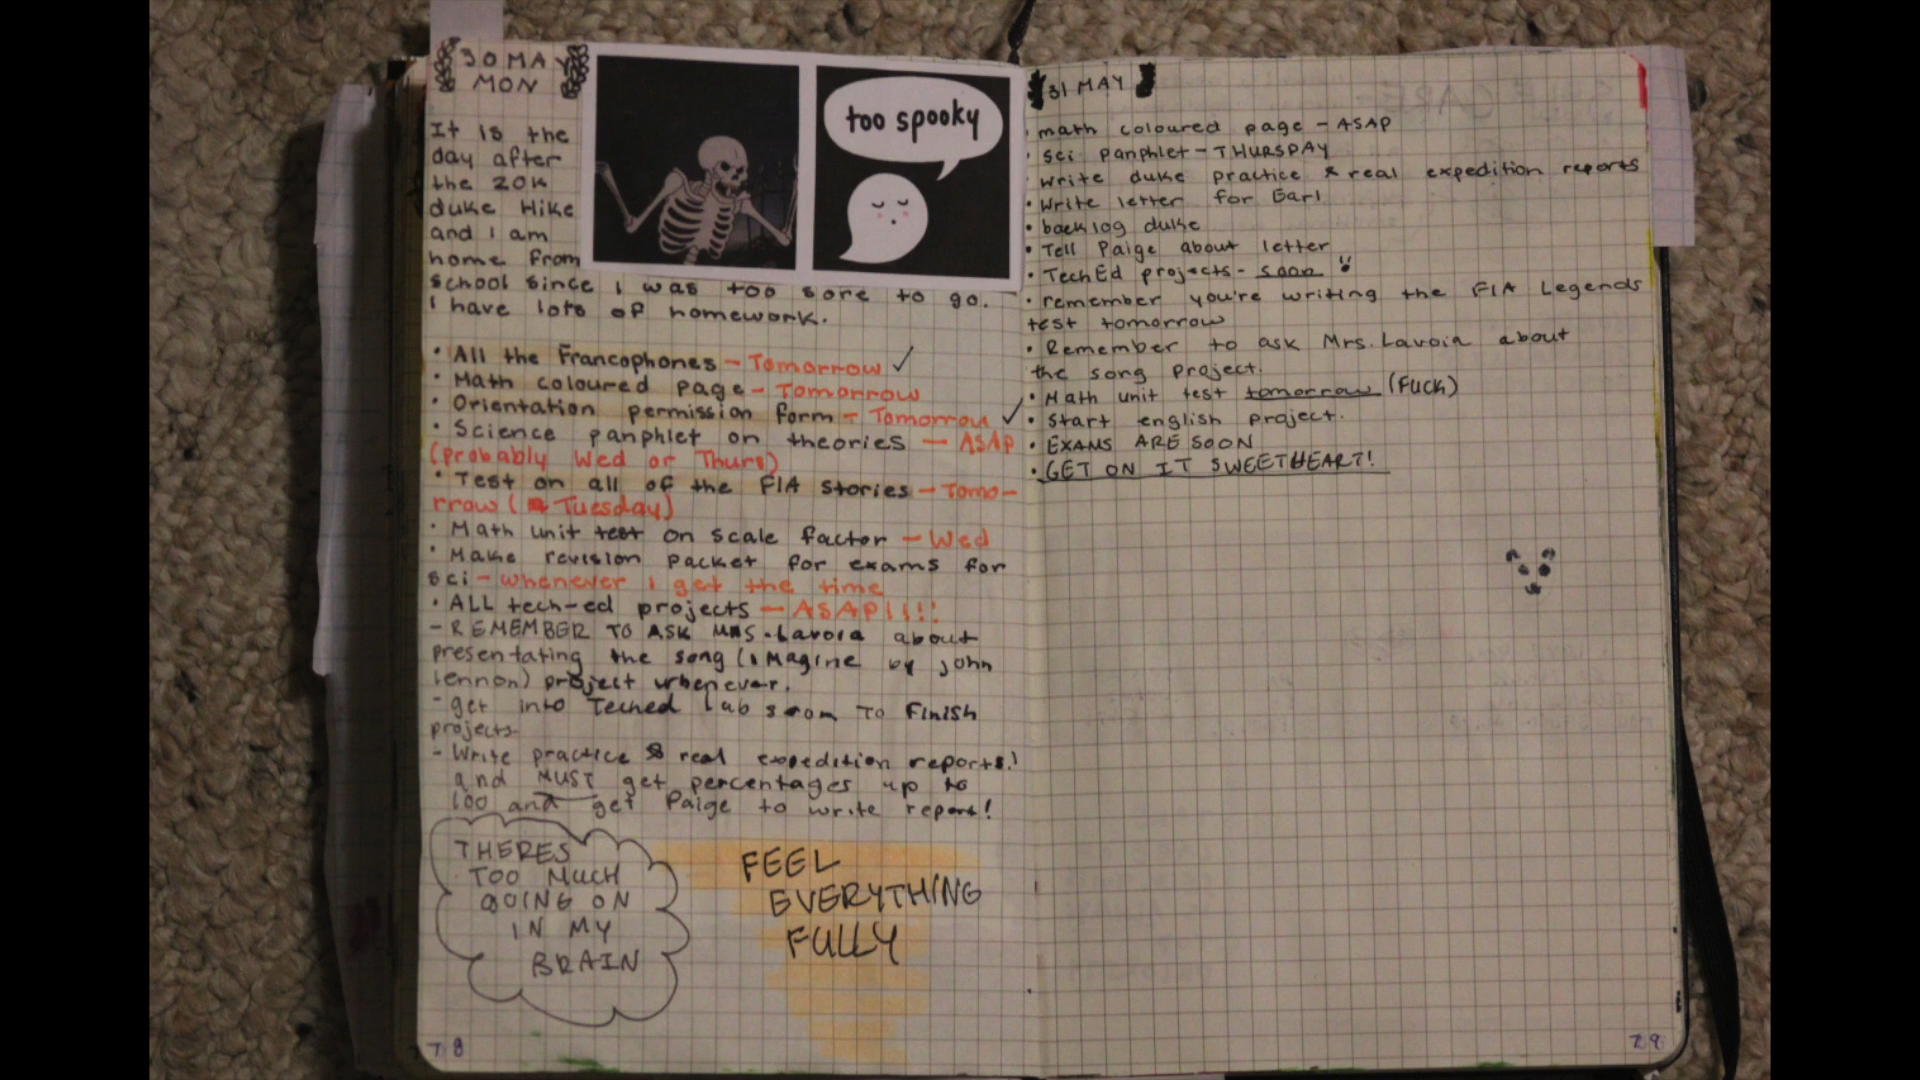 30 MAY
MON
too spooky
It is the
day after
the 20K
duke Hike
and I am
home from
school since I was too sore to go.
I have lots of homework.
· All the Francophones - Tomorrow ✓
· Math coloured page - Tomorrow
· Orientation permission form - Tomorrow ✓
· Science panphlet on theories - ASAP
(probably Wed or Thurs)
· Test on all of the FIA stories - Tomo-
rrow ( Tuesday)
· Math unit test on scale factor - Wed
· Make revision packet for exams for
sci - whenever I get the time
· ALL tech-ed projects - ASAP!!!!
- REMEMBER TO ASK MRS. Lavoia about
presentating the song (imagine by john
lennon) project whenever.
- get into Teched lab soon TO FINISH
projects-
- Write practice & real expedition reports!
and MUST get percentages up to
100 and get Paige to write report!
THERES
TOO MUCH
GOING ON
IN MY
BRAIN
FEEL
EVERYTHING
FULLY
78
31 MAY
· math coloured page - ASAP
· sci panphlet - THURSDAY
· write duke practice & real expedition reports
· Write letter for Earl
· backlog duke
· Tell Paige about letter
· TechEd projects - soon
· remember you're writing the FIA Legends
test tomorrow
· Remember to ask Mrs. Lavoia about
the song project.
· Math unit test tomorrow (FUCK)
· Start english project.
· EXAMS ARE SOON
· GET ON IT SWEETHEART!
79